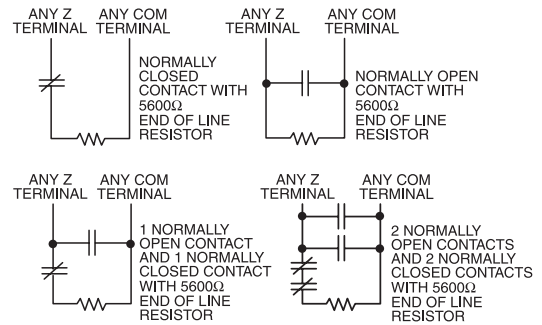 ANY Z TERMINAL
ANY COM TERMINAL
NORMALLY
CLOSED
CONTACT WITH
5600Ω
END OF LINE
RESISTOR
ANY Z TERMINAL
ANY COM TERMINAL
NORMALLY OPEN
CONTACT WITH
5600Ω
END OF LINE
RESISTOR
ANY Z TERMINAL
ANY COM TERMINAL
1 NORMALLY
OPEN CONTACT
AND 1 NORMALLY
CLOSED CONTACT
WITH 5600Ω
END OF LINE
RESISTOR
ANY Z TERMINAL
ANY COM TERMINAL
2 NORMALLY
OPEN CONTACTS
AND 2 NORMALLY
CLOSED CONTACTS
WITH 5600Ω
END OF LINE
RESISTOR